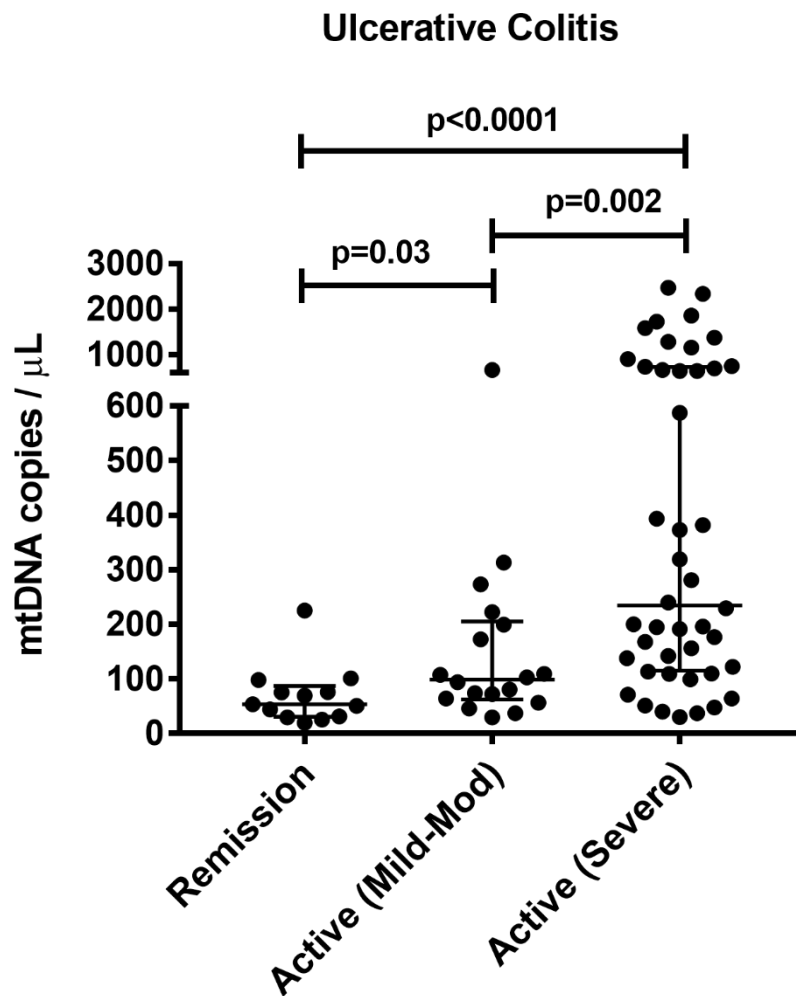 Ulcerative Colitis
p<0.0001
p=0.002
p=0.03
mtDNA copies / μL
3000
2000
1000
600
500
400
300
200
100
0
Remission
Active (Mild-Mod)
Active (Severe)